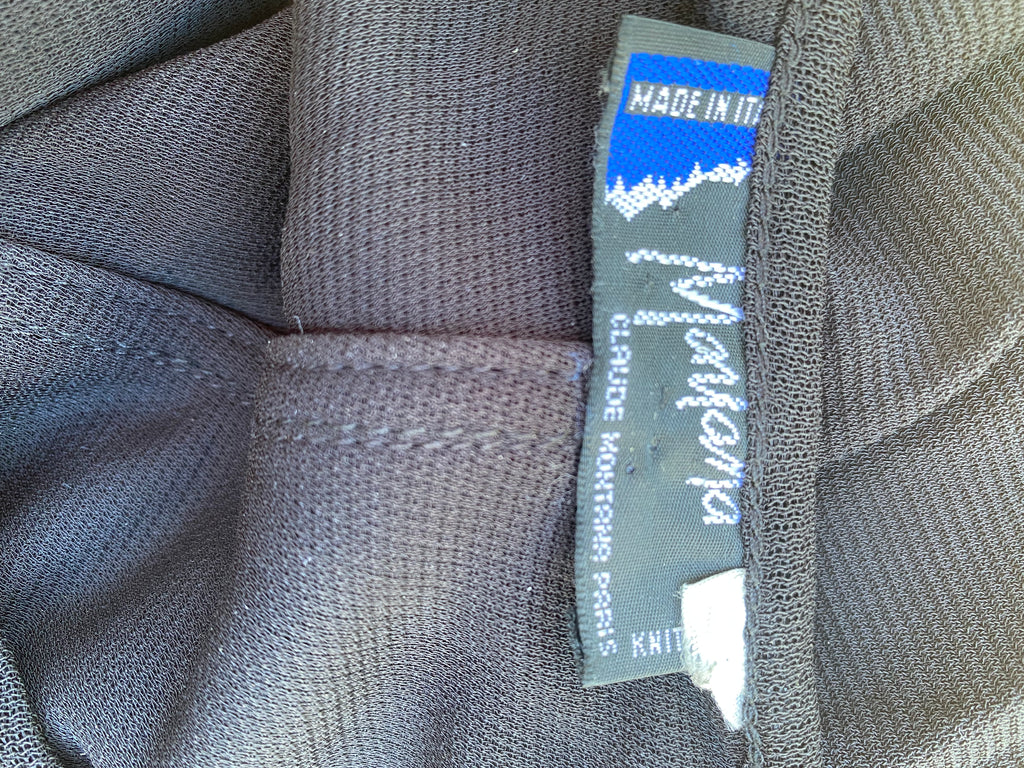 MADE IN ITA
Montana
CLAUDE MONTANA PARIS
KNIT